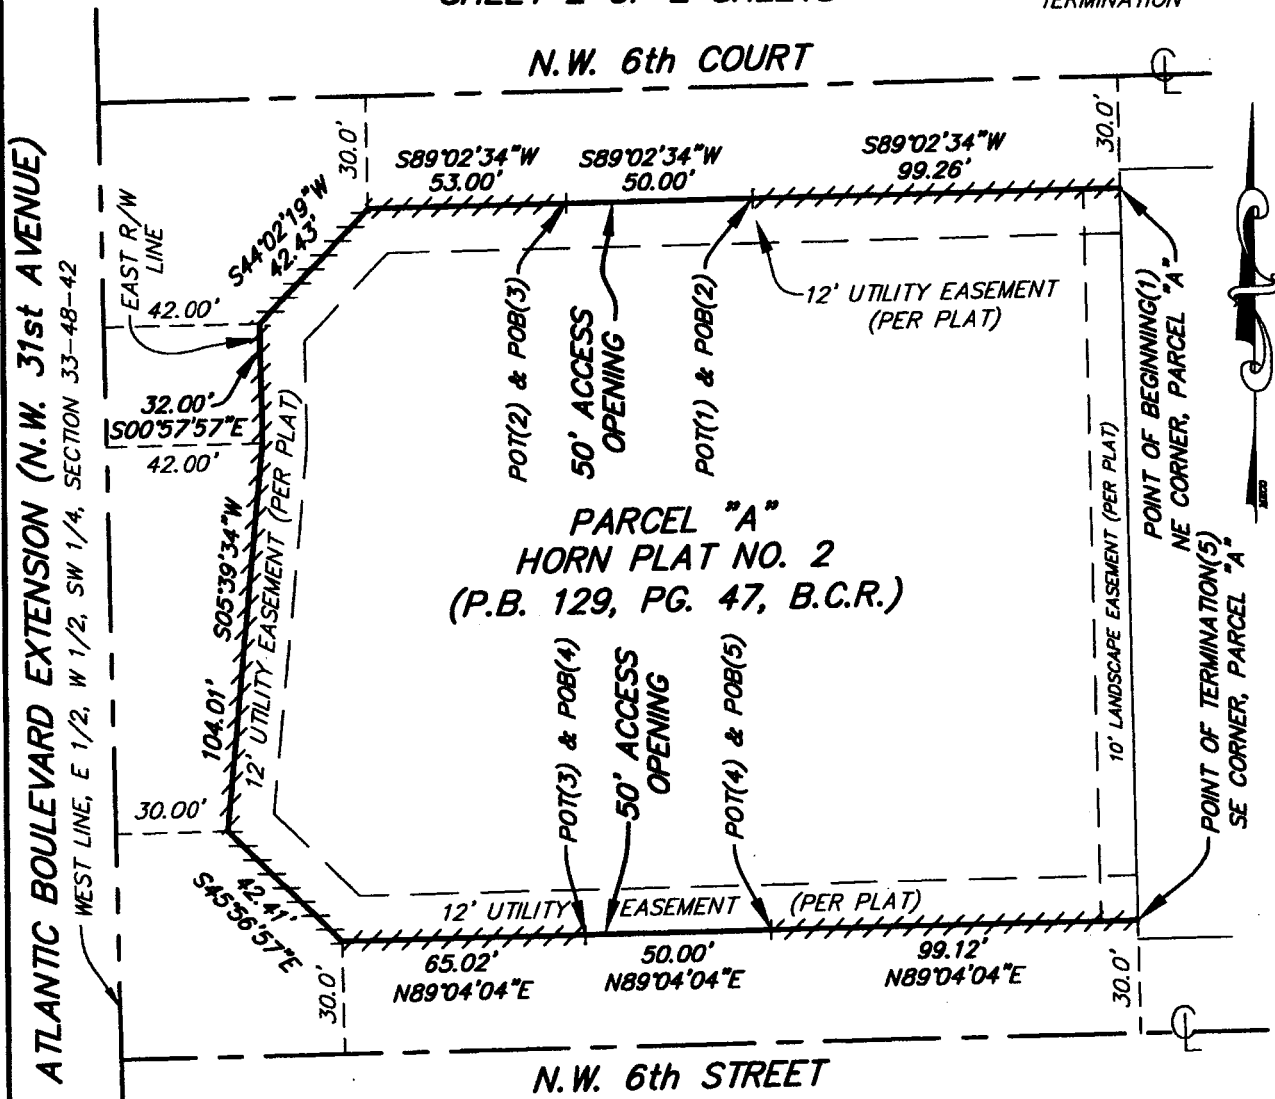 TERMINATION
N.W. 6th COURT
30.0'
30.0'
S89°02'34"W
53.00'
S89°02'34"W
50.00'
S89°02'34"W
99.26'
S44°02'19"W
42.43'
EAST R/W
LINE
42.00'
32.00'
S00°57'57"E
42.00'
ATLANTIC BOULEVARD EXTENSION (N.W. 31st AVENUE)
WEST LINE, E 1/2, W 1/2, SW 1/4, SECTION 33-48-42
POT(2) & POB(3)
50' ACCESS
OPENING
POT(1) & POB(2)
12' UTILITY EASEMENT
(PER PLAT)
POINT OF BEGINNING(1)
NE CORNER, PARCEL "A"
S05°39'34"W
104.01'
12' UTILITY EASEMENT (PER PLAT)
PARCEL "A"
HORN PLAT NO. 2
(P.B. 129, PG. 47, B.C.R.)
10' LANDSCAPE EASEMENT (PER PLAT)
POINT OF TERMINATION(5)
SE CORNER, PARCEL "A"
POT(3) & POB(4)
50' ACCESS
OPENING
POT(4) & POB(5)
30.00'
42.41'
S45°56'57"E
12' UTILITY EASEMENT (PER PLAT)
65.02'
N89°04'04"E
50.00'
N89°04'04"E
99.12'
N89°04'04"E
30.0'
30.0'
N.W. 6th STREET